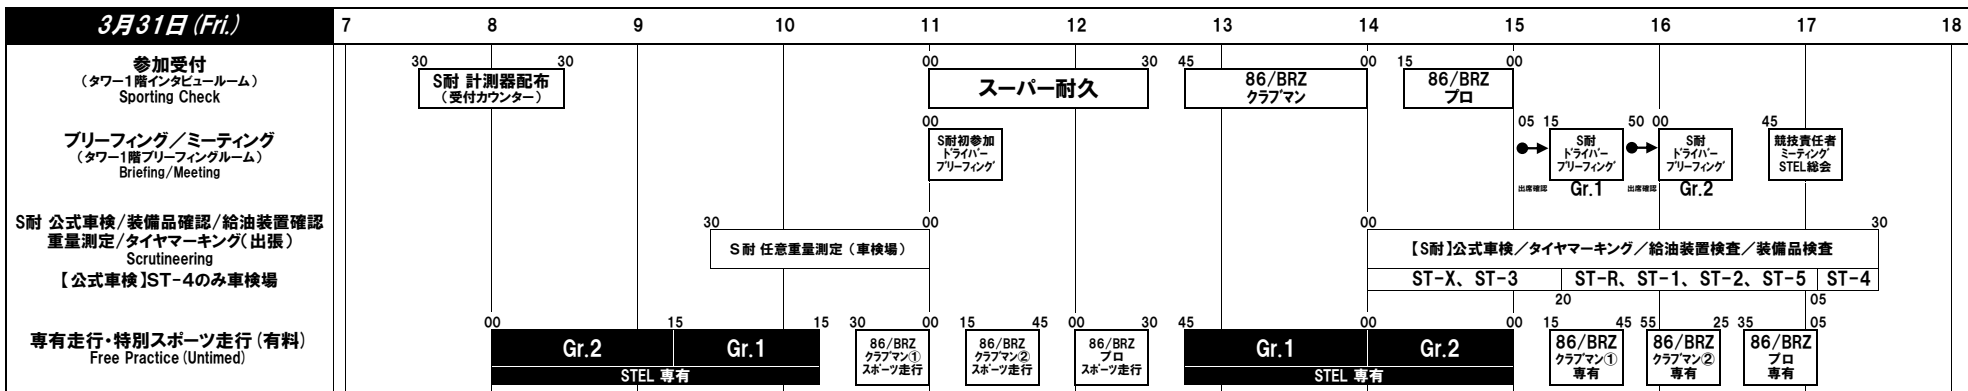 3月31日(Fri.) 7 8 9 10 11 12 13 14 15 16 17 18
参加受付
(タワー1階インタビュールーム)
Sporting Check
30 30 00 30 45 00 15 00
S耐 計測器配布
(受付カウンター)
スーパー耐久
86/BRZ
クラブマン
86/BRZ
プロ
ブリーフィング/ミーティング
(タワー1階ブリーフィングルーム)
Briefing/Meeting
00 05 15 50 00 45
S耐初参加
ドライバー
ブリーフィング
出席確認
S耐
ドライバー
ブリーフィング
Gr.1
出席確認
S耐
ドライバー
ブリーフィング
Gr.2
競技責任者
ミーティング
STEL総会
S耐 公式車検/装備品確認/給油装置確認
重量測定/タイヤマーキング(出張)
Scrutineering
【公式車検】ST-4のみ車検場
30 00 00 30
S耐 任意重量測定(車検場)
【S耐】公式車検/タイヤマーキング/給油装置検査/装備品検査
ST-X、ST-3 ST-R、ST-1、ST-2、ST-5 ST-4
20 05
専有走行・特別スポーツ走行(有料)
Free Practice (Untimed)
00 15 15 30 00 15 45 00 30 45 00 00 15 45 55 25 35 05
Gr.2 Gr.1
STEL 専有
86/BRZ
クラブマン①
スポーツ走行
86/BRZ
クラブマン②
スポーツ走行
86/BRZ
プロ
スポーツ走行
Gr.1 Gr.2
STEL 専有
86/BRZ
クラブマン①
専有
86/BRZ
クラブマン②
専有
86/BRZ
プロ
専有